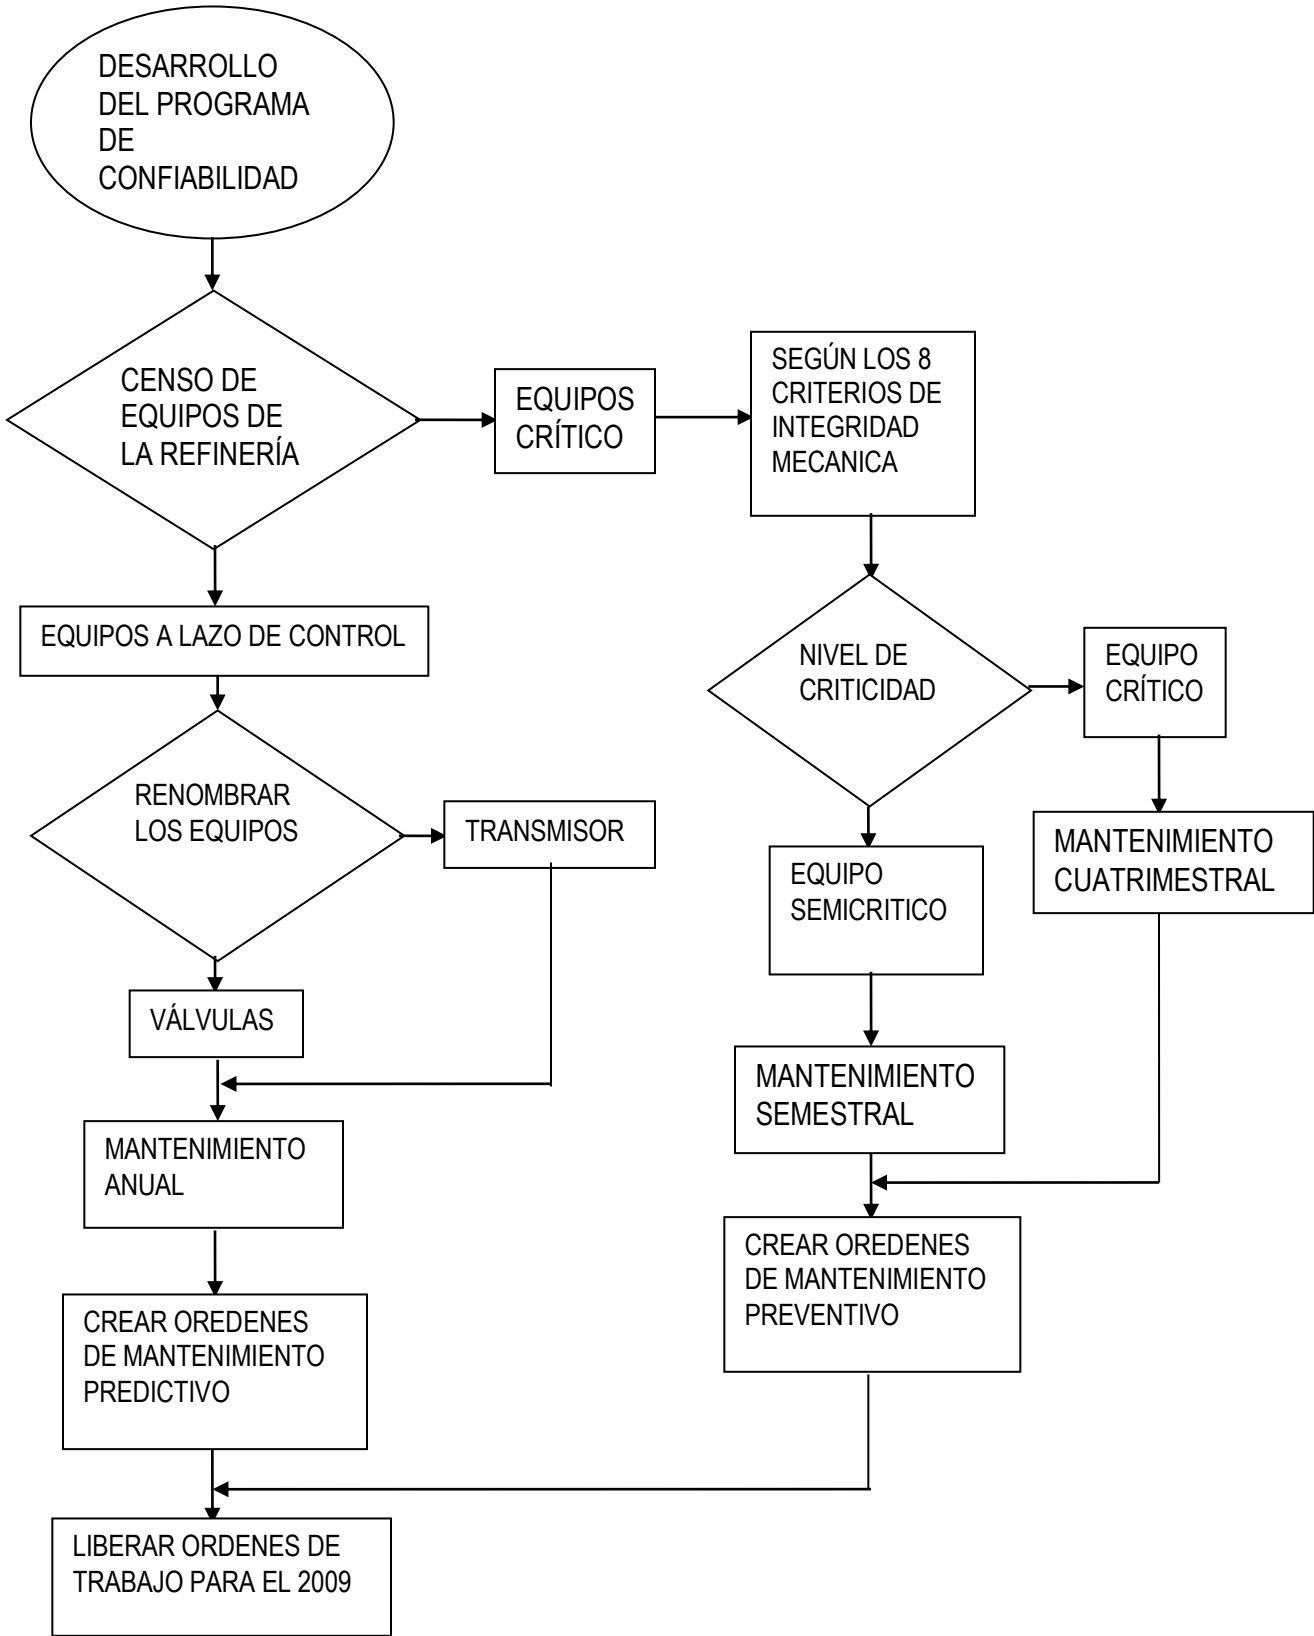 DESARROLLO
DEL PROGRAMA
DE
CONFIABILIDAD
CENSO DE
EQUIPOS DE
LA REFINERÍA
EQUIPOS
CRÍTICO
SEGÚN LOS 8
CRITERIOS DE
INTEGRIDAD
MECANICA
EQUIPOS A LAZO DE CONTROL
NIVEL DE
CRITICIDAD
EQUIPO
CRÍTICO
RENOMBRAR
LOS EQUIPOS
TRANSMISOR
MANTENIMIENTO
CUATRIMESTRAL
EQUIPO
SEMICRITICO
VÁLVULAS
MANTENIMIENTO
SEMESTRAL
MANTENIMIENTO
ANUAL
CREAR OREDENES
DE MANTENIMIENTO
PREVENTIVO
CREAR OREDENES
DE MANTENIMIENTO
PREDICTIVO
LIBERAR ORDENES DE
TRABAJO PARA EL 2009